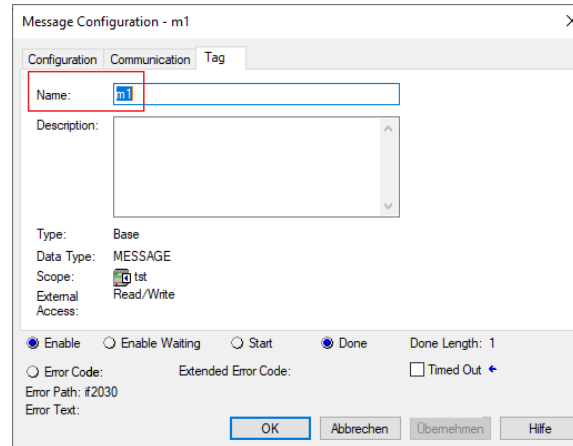 Message Configuration - m1
Configuration Communication Tag
Name: m1
Description:
Type: Base
Data Type: MESSAGE
Scope: tst
External Access: Read/Write
Enable Enable Waiting Start Done Done Length: 1
Error Code: Extended Error Code: Timed Out
Error Path: if2030
Error Text:
OK Abbrechen Übernehmen Hilfe